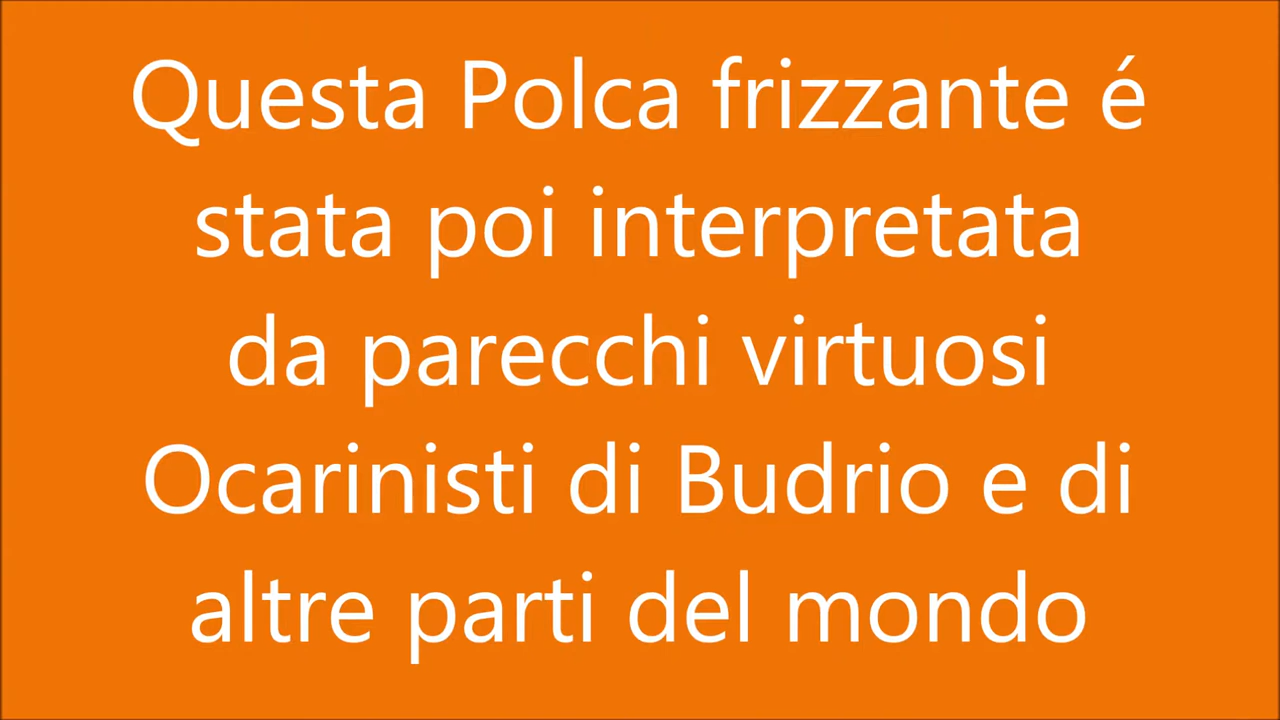 Questa Polca frizzante é
stata poi interpretata
da parecchi virtuosi
Ocarinisti di Budrio e di
altre parti del mondo